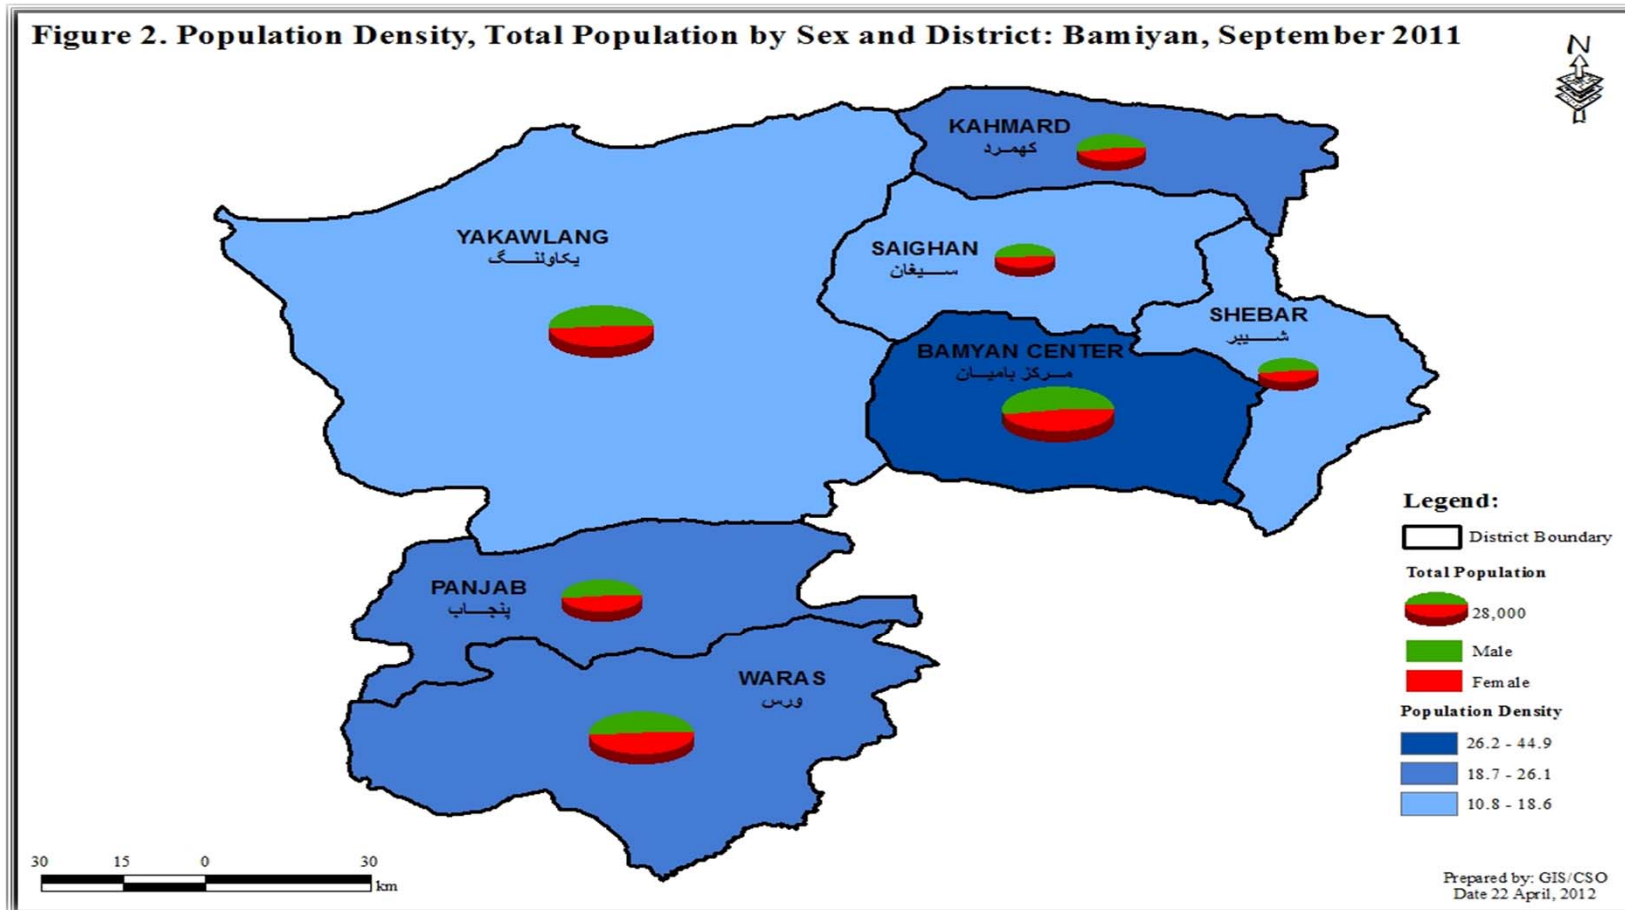 Figure 2. Population Density, Total Population by Sex and District: Bamiyan, September 2011
N
KAHMARD
کهمرد
YAKAWLANG
یکاولنگ
SAIGHAN
سیغان
SHEBAR
شیبر
BAMYAN CENTER
مرکز بامیان
PANJAB
پنجاب
WARAS
ورس
Legend:
District Boundary
Total Population
28,000
Male
Female
Population Density
26.2 - 44.9
18.7 - 26.1
10.8 - 18.6
30 15 0 30
km
Prepared by: GIS/CSO
Date 22 April, 2012